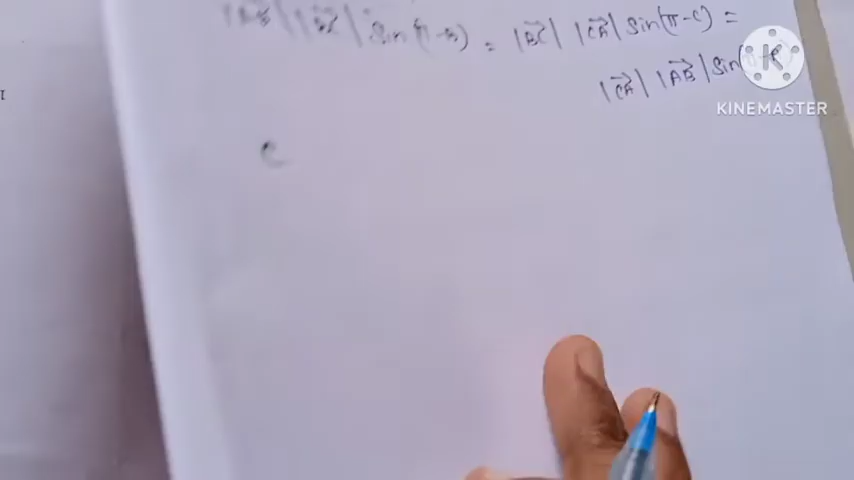 |AB⃗| |BC⃗| Sin(π-B) = |BC⃗| |CA⃗| Sin(π-C) =
|CA⃗| |AB⃗| Sin
C
KINEMASTER